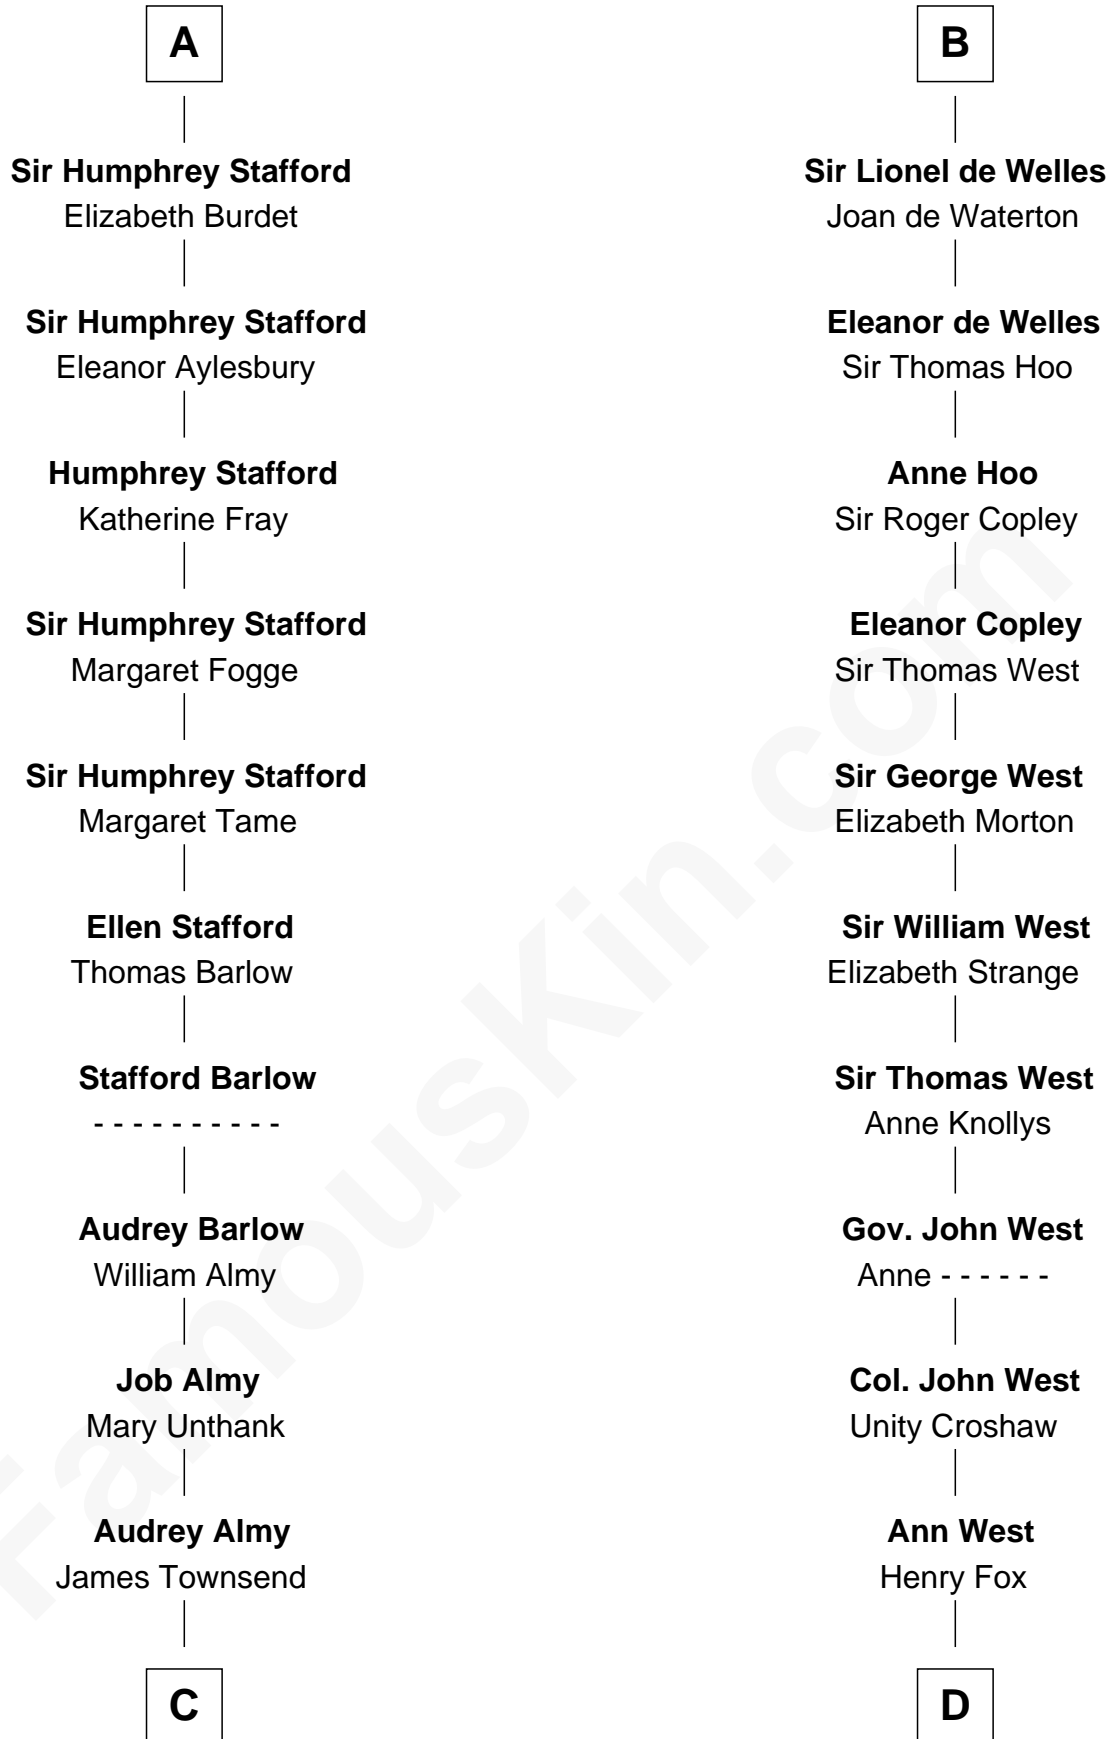 A
Sir Humphrey Stafford
Elizabeth Burdet
Sir Humphrey Stafford
Eleanor Aylesbury
Humphrey Stafford
Katherine Fray
Sir Humphrey Stafford
Margaret Fogge
Sir Humphrey Stafford
Margaret Tame
Ellen Stafford
Thomas Barlow
Stafford Barlow
- - - - - - - - - -
Audrey Barlow
William Almy
Job Almy
Mary Unthank
Audrey Almy
James Townsend
C
B
Sir Lionel de Welles
Joan de Waterton
Eleanor de Welles
Sir Thomas Hoo
Anne Hoo
Sir Roger Copley
Eleanor Copley
Sir Thomas West
Sir George West
Elizabeth Morton
Sir William West
Elizabeth Strange
Sir Thomas West
Anne Knollys
Gov. John West
Anne - - - - - -
Col. John West
Unity Croshaw
Ann West
Henry Fox
D
FamousKin.com